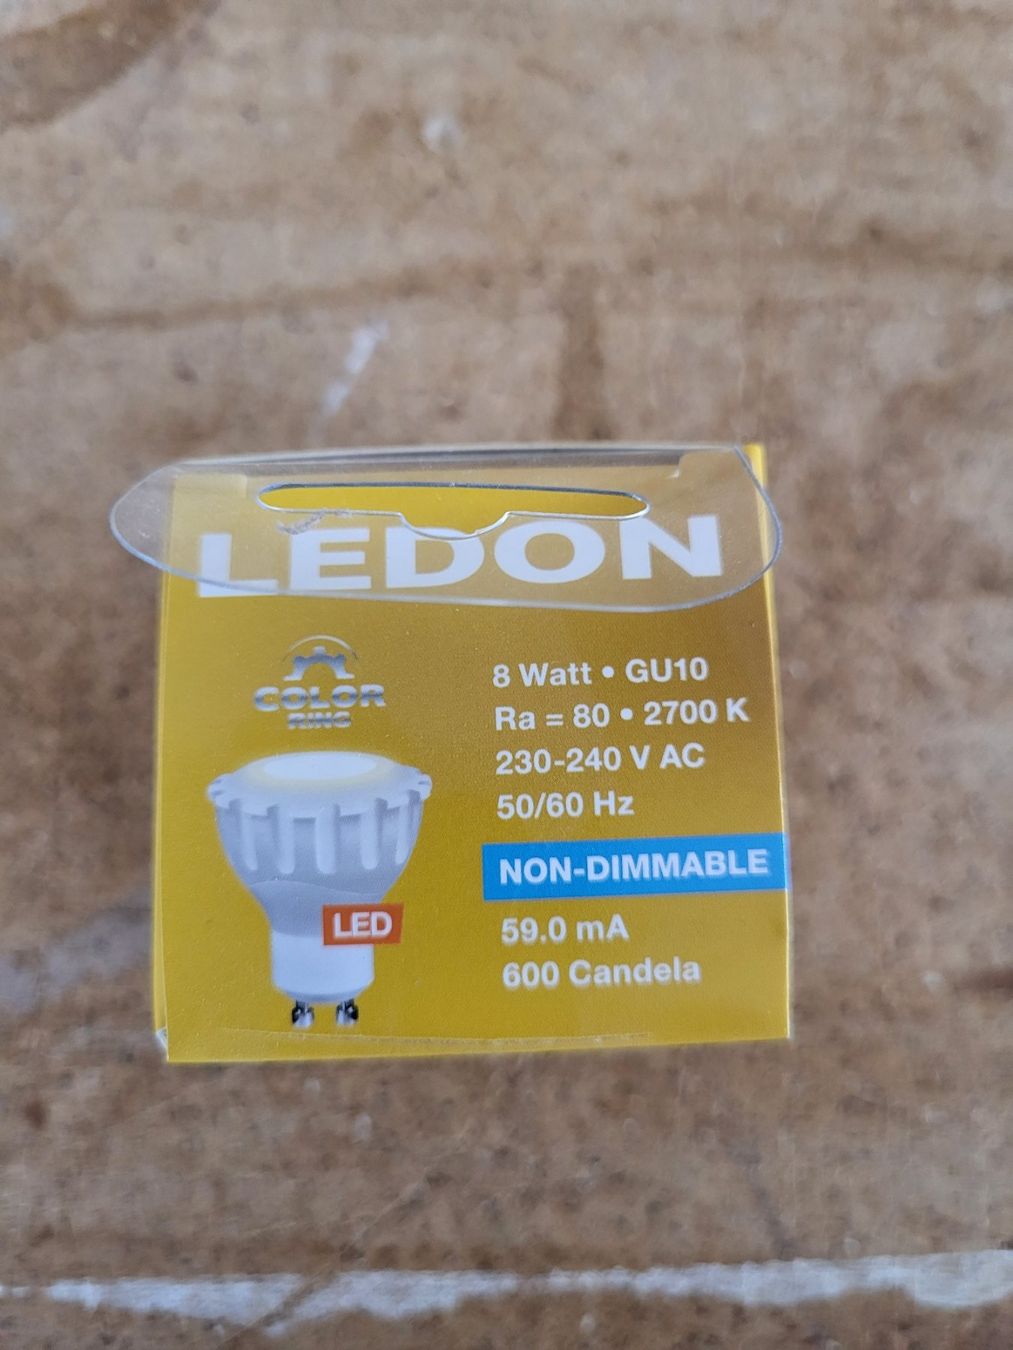 LEDON
COLOR
RING
8 Watt • GU10
Ra = 80 • 2700 K
230-240 V AC
50/60 Hz
NON-DIMMABLE
LED
59.0 mA
600 Candela